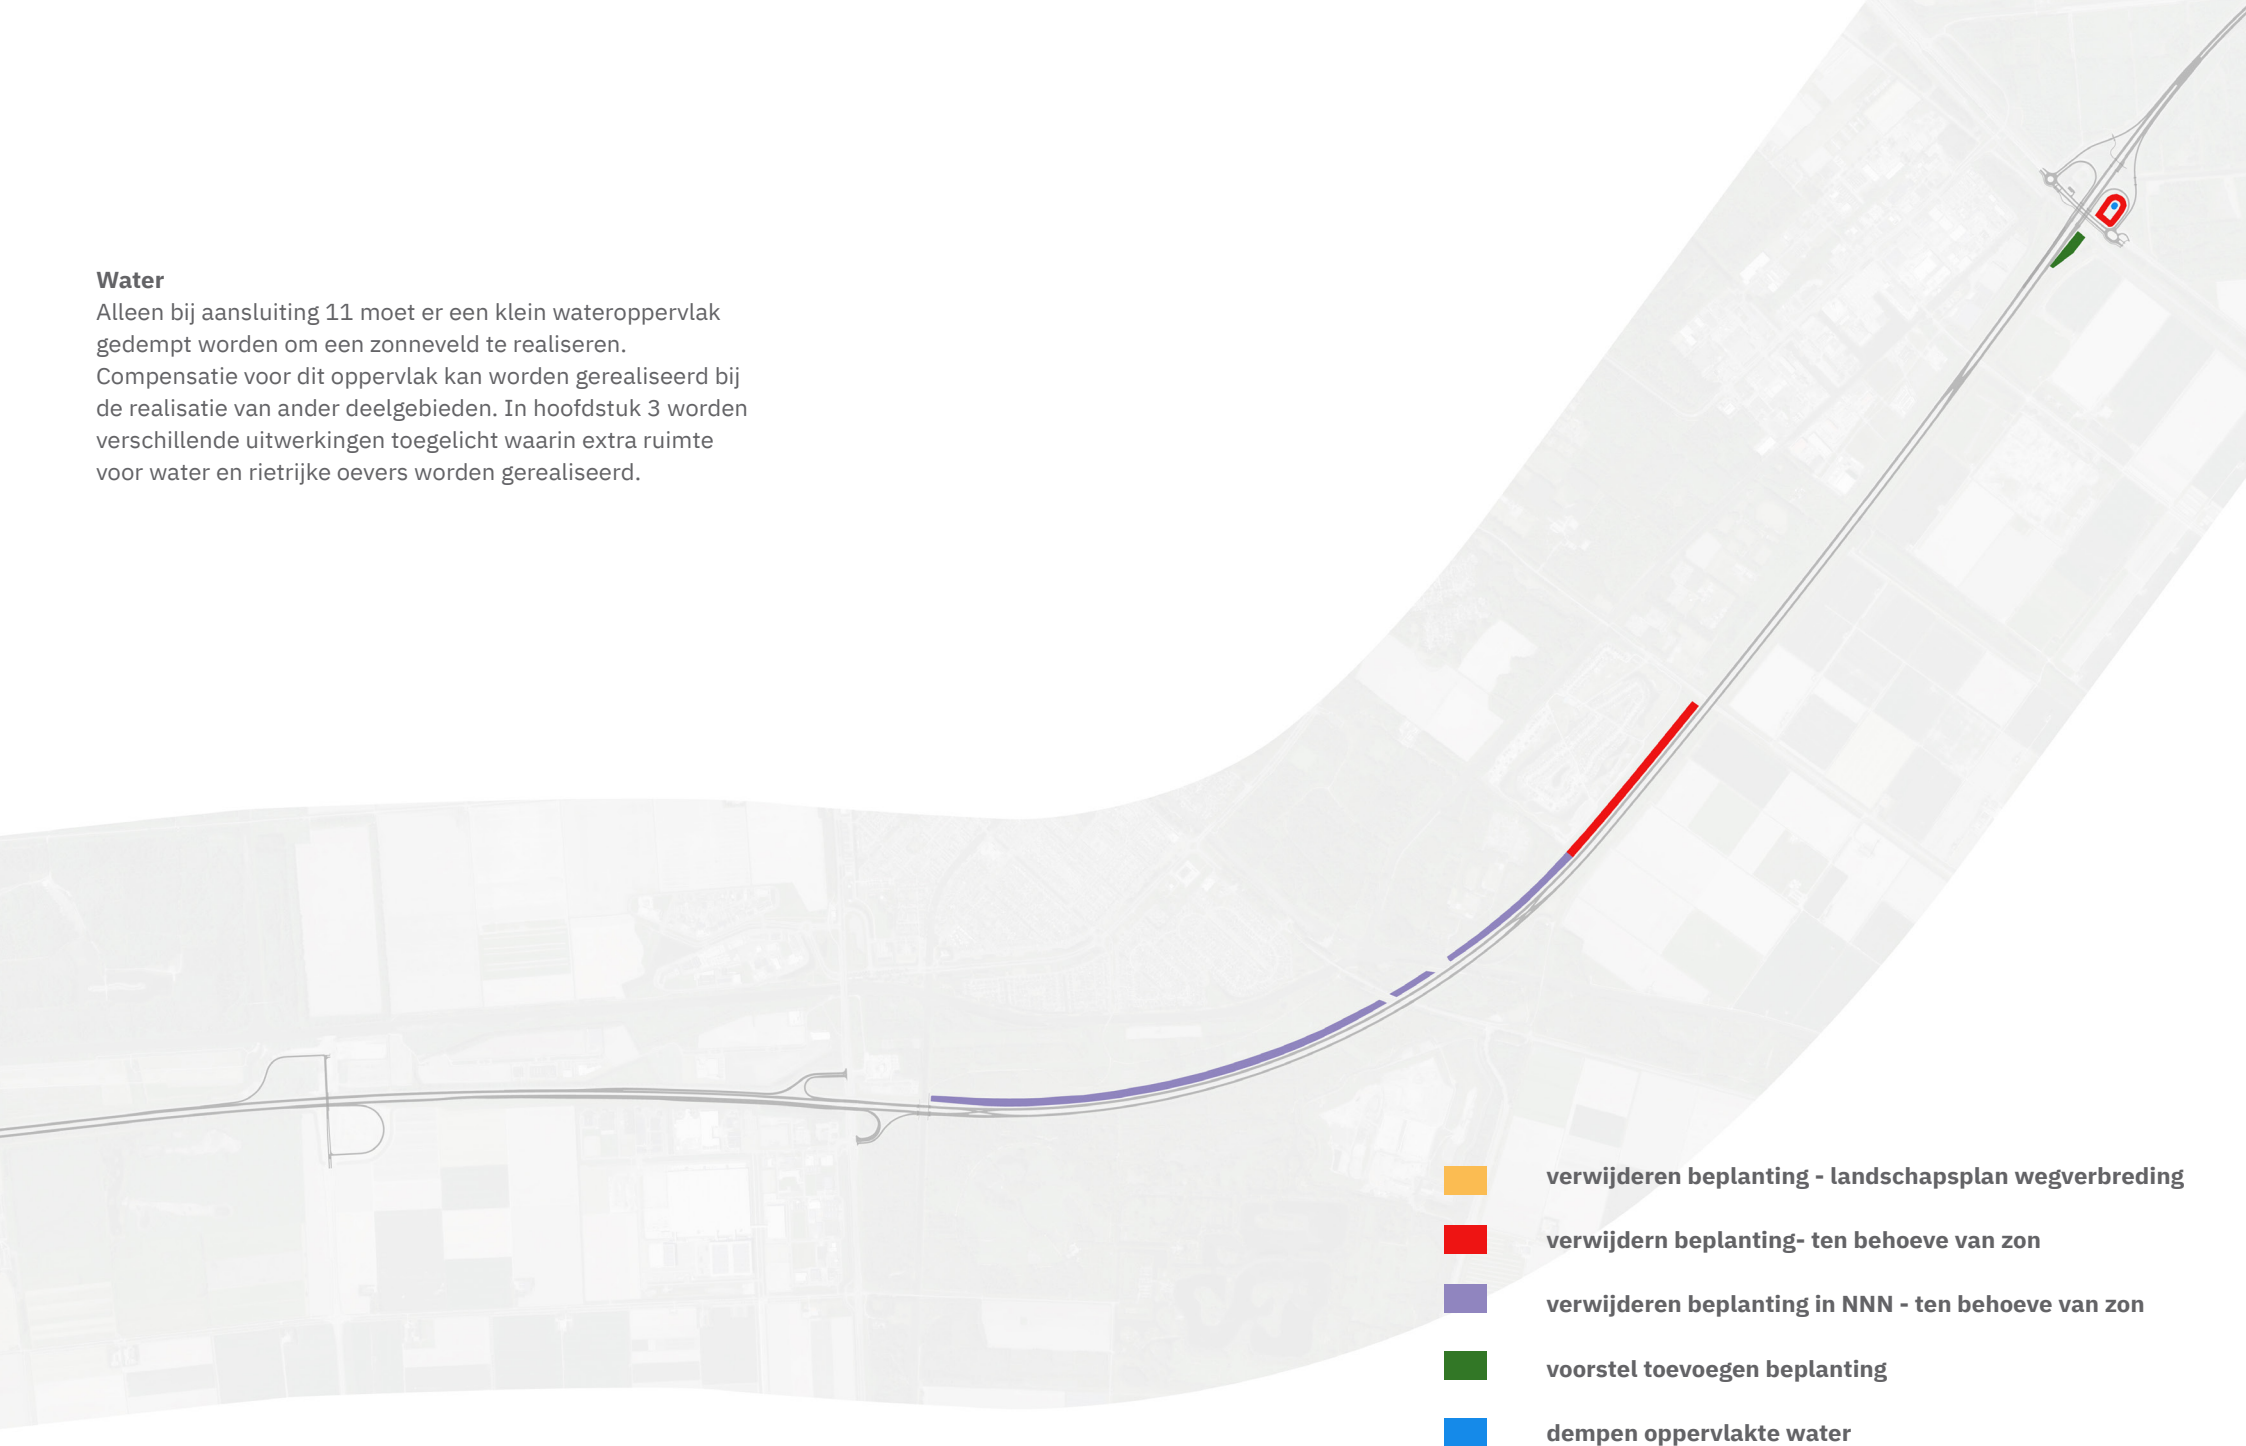 Water
Alleen bij aansluiting 11 moet er een klein wateroppervlak
gedempt worden om een zonneveld te realiseren.
Compensatie voor dit oppervlak kan worden gerealiseerd bij
de realisatie van ander deelgebieden. In hoofdstuk 3 worden
verschillende uitwerkingen toegelicht waarin extra ruimte
voor water en rietrijke oevers worden gerealiseerd.
verwijderen beplanting - landschapsplan wegverbreding
verwijdern beplanting- ten behoeve van zon
verwijderen beplanting in NNN - ten behoeve van zon
voorstel toevoegen beplanting
dempen oppervlakte water